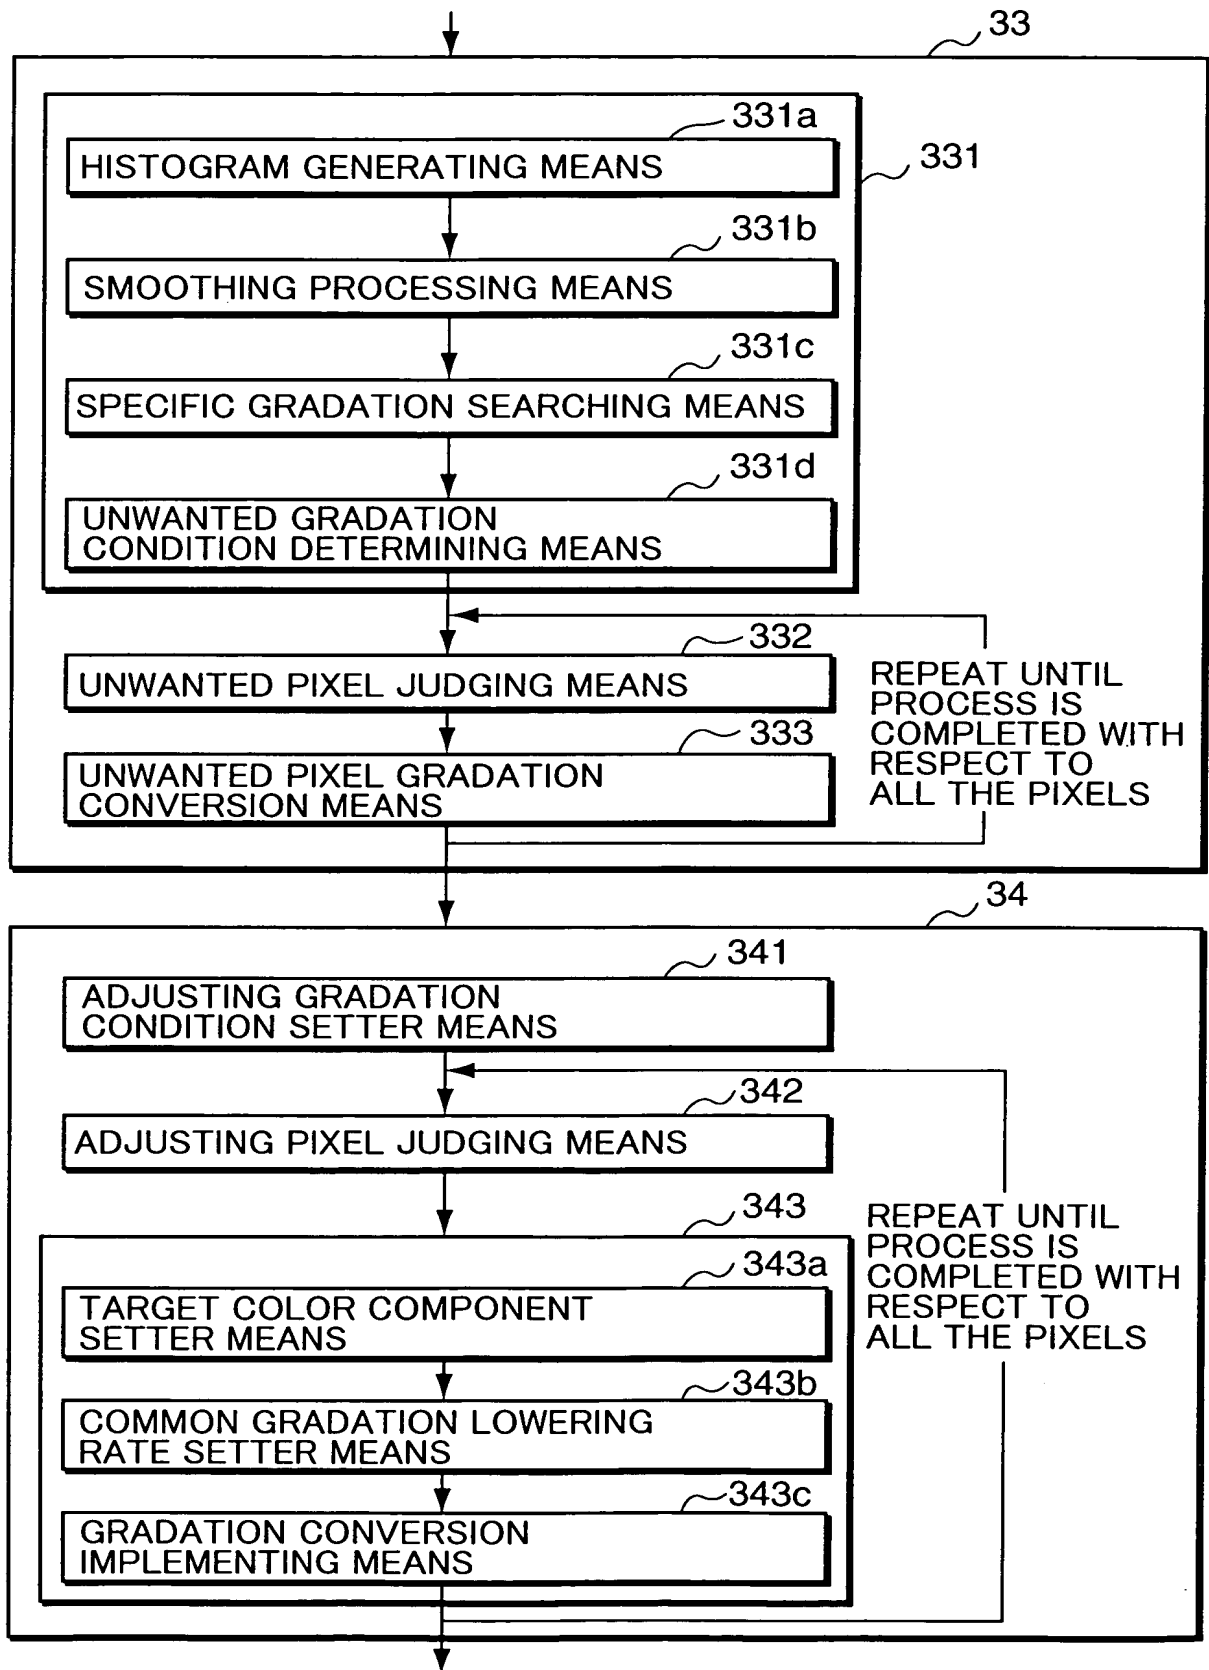 33
331a
HISTOGRAM GENERATING MEANS
331
331b
SMOOTHING PROCESSING MEANS
331c
SPECIFIC GRADATION SEARCHING MEANS
331d
UNWANTED GRADATION
CONDITION DETERMINING MEANS
332
UNWANTED PIXEL JUDGING MEANS
333
UNWANTED PIXEL GRADATION
CONVERSION MEANS
REPEAT UNTIL
PROCESS IS
COMPLETED WITH
RESPECT TO
ALL THE PIXELS
34
341
ADJUSTING GRADATION
CONDITION SETTER MEANS
342
ADJUSTING PIXEL JUDGING MEANS
343
343a
TARGET COLOR COMPONENT
SETTER MEANS
343b
COMMON GRADATION LOWERING
RATE SETTER MEANS
343c
GRADATION CONVERSION
IMPLEMENTING MEANS
REPEAT UNTIL
PROCESS IS
COMPLETED WITH
RESPECT TO
ALL THE PIXELS